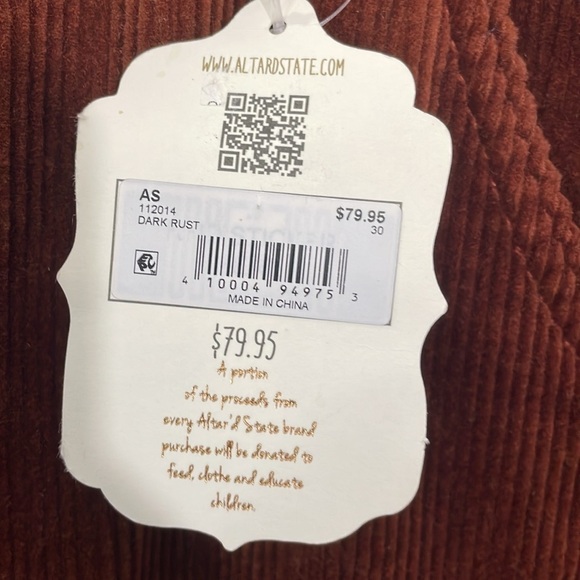 WWW.ALTARDSTATE.COM
AS
112014
DARK RUST
$79.95
30
4 10004 94975 3
MADE IN CHINA
$79.95
A portion
of the proceeds from
every Altar'd State brand
purchase will be donated to
feed, clothe and educate
children.